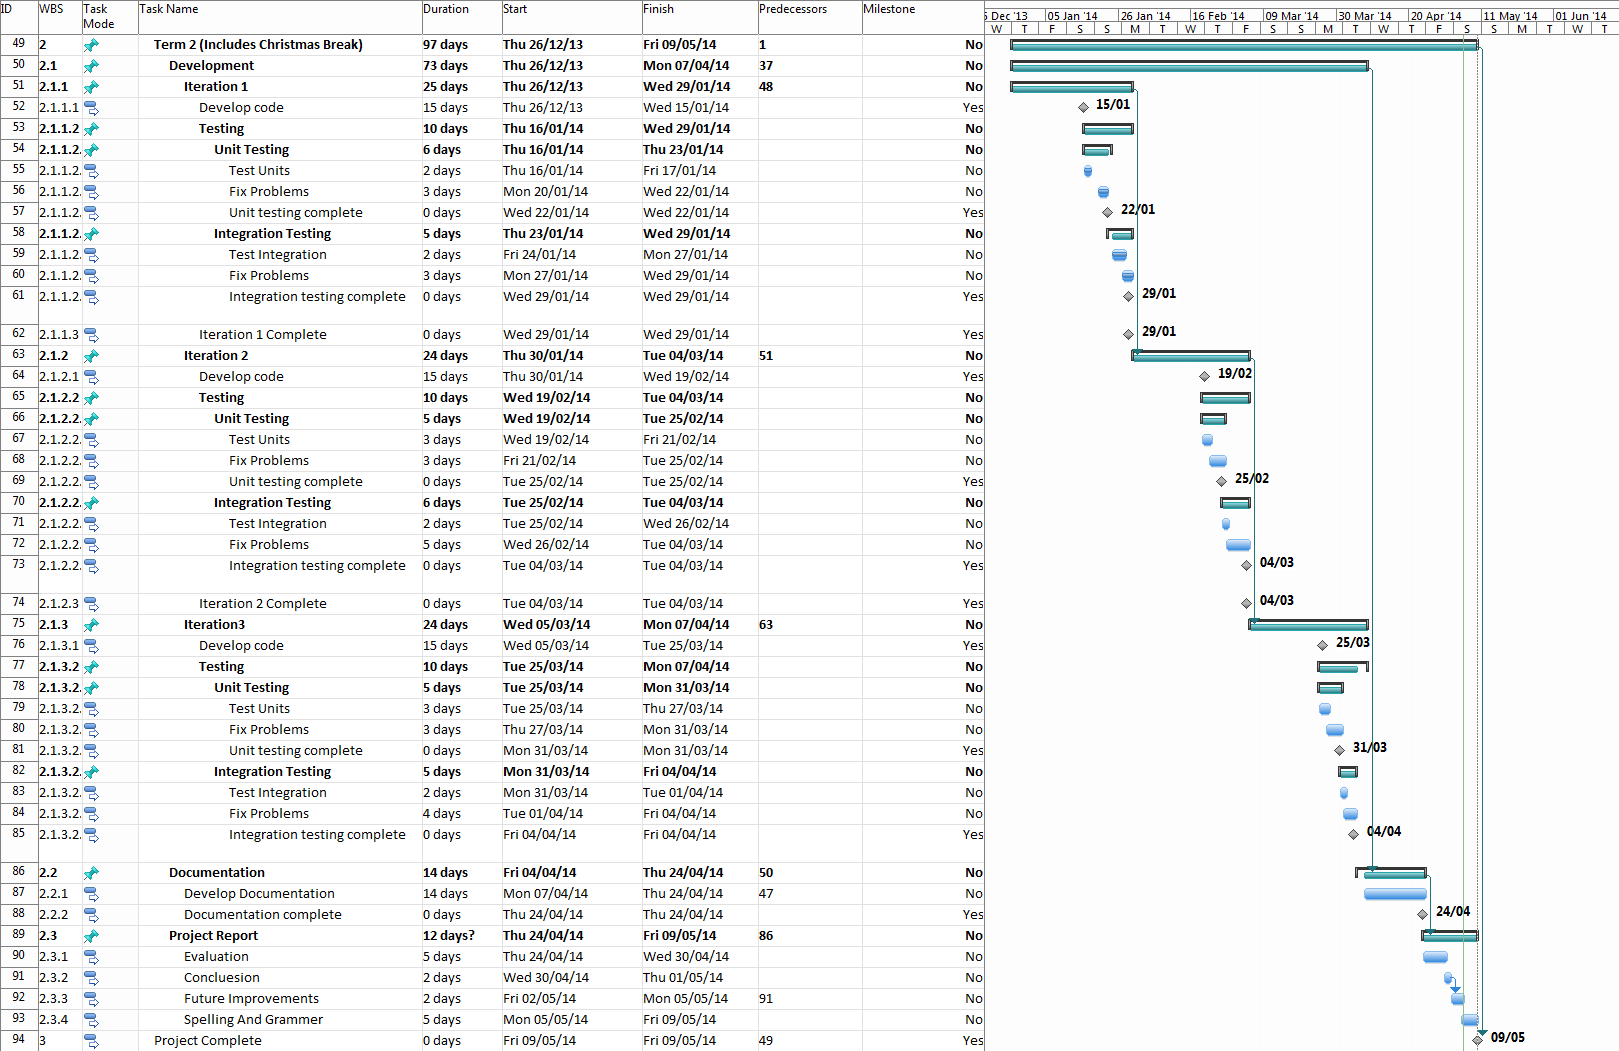 ID WBS Task Mode Task Name Duration Start Finish Predecessors Milestone
Dec '13 05 Jan '14 26 Jan '14 16 Feb '14 09 Mar '14 30 Mar '14 20 Apr '14 11 May '14 01 Jun '14
W T F S S M T W T F S S M T W T F S S M T W T
49 2 Term 2 (Includes Christmas Break) 97 days Thu 26/12/13 Fri 09/05/14 1 No
50 2.1 Development 73 days Thu 26/12/13 Mon 07/04/14 37 No
51 2.1.1 Iteration 1 25 days Thu 26/12/13 Wed 29/01/14 48 No
52 2.1.1.1 Develop code 15 days Thu 26/12/13 Wed 15/01/14 Yes 15/01
53 2.1.1.2 Testing 10 days Thu 16/01/14 Wed 29/01/14 No
54 2.1.1.2. Unit Testing 6 days Thu 16/01/14 Thu 23/01/14 No
55 2.1.1.2. Test Units 2 days Thu 16/01/14 Fri 17/01/14 No
56 2.1.1.2. Fix Problems 3 days Mon 20/01/14 Wed 22/01/14 No
57 2.1.1.2. Unit testing complete 0 days Wed 22/01/14 Wed 22/01/14 Yes 22/01
58 2.1.1.2. Integration Testing 5 days Thu 23/01/14 Wed 29/01/14 No
59 2.1.1.2. Test Integration 2 days Fri 24/01/14 Mon 27/01/14 No
60 2.1.1.2. Fix Problems 3 days Mon 27/01/14 Wed 29/01/14 No
61 2.1.1.2. Integration testing complete 0 days Wed 29/01/14 Wed 29/01/14 Yes 29/01
62 2.1.1.3 Iteration 1 Complete 0 days Wed 29/01/14 Wed 29/01/14 Yes 29/01
63 2.1.2 Iteration 2 24 days Thu 30/01/14 Tue 04/03/14 51 No
64 2.1.2.1 Develop code 15 days Thu 30/01/14 Wed 19/02/14 Yes 19/02
65 2.1.2.2 Testing 10 days Wed 19/02/14 Tue 04/03/14 No
66 2.1.2.2. Unit Testing 5 days Wed 19/02/14 Tue 25/02/14 No
67 2.1.2.2. Test Units 3 days Wed 19/02/14 Fri 21/02/14 No
68 2.1.2.2. Fix Problems 3 days Fri 21/02/14 Tue 25/02/14 No
69 2.1.2.2. Unit testing complete 0 days Tue 25/02/14 Tue 25/02/14 Yes 25/02
70 2.1.2.2. Integration Testing 6 days Tue 25/02/14 Tue 04/03/14 No
71 2.1.2.2. Test Integration 2 days Tue 25/02/14 Wed 26/02/14 No
72 2.1.2.2. Fix Problems 5 days Wed 26/02/14 Tue 04/03/14 No
73 2.1.2.2. Integration testing complete 0 days Tue 04/03/14 Tue 04/03/14 Yes 04/03
74 2.1.2.3 Iteration 2 Complete 0 days Tue 04/03/14 Tue 04/03/14 Yes 04/03
75 2.1.3 Iteration3 24 days Wed 05/03/14 Mon 07/04/14 63 No
76 2.1.3.1 Develop code 15 days Wed 05/03/14 Tue 25/03/14 Yes 25/03
77 2.1.3.2 Testing 10 days Tue 25/03/14 Mon 07/04/14 No
78 2.1.3.2. Unit Testing 5 days Tue 25/03/14 Mon 31/03/14 No
79 2.1.3.2. Test Units 3 days Tue 25/03/14 Thu 27/03/14 No
80 2.1.3.2. Fix Problems 3 days Thu 27/03/14 Mon 31/03/14 No
81 2.1.3.2. Unit testing complete 0 days Mon 31/03/14 Mon 31/03/14 Yes 31/03
82 2.1.3.2. Integration Testing 5 days Mon 31/03/14 Fri 04/04/14 No
83 2.1.3.2. Test Integration 2 days Mon 31/03/14 Tue 01/04/14 No
84 2.1.3.2. Fix Problems 4 days Tue 01/04/14 Fri 04/04/14 No
85 2.1.3.2. Integration testing complete 0 days Fri 04/04/14 Fri 04/04/14 Yes 04/04
86 2.2 Documentation 14 days Fri 04/04/14 Thu 24/04/14 50 No
87 2.2.1 Develop Documentation 14 days Mon 07/04/14 Thu 24/04/14 47 No
88 2.2.2 Documentation complete 0 days Thu 24/04/14 Thu 24/04/14 Yes 24/04
89 2.3 Project Report 12 days? Thu 24/04/14 Fri 09/05/14 86 No
90 2.3.1 Evaluation 5 days Thu 24/04/14 Wed 30/04/14 No
91 2.3.2 Concluesion 2 days Wed 30/04/14 Thu 01/05/14 No
92 2.3.3 Future Improvements 2 days Fri 02/05/14 Mon 05/05/14 91 No
93 2.3.4 Spelling And Grammer 5 days Mon 05/05/14 Fri 09/05/14 No
94 3 Project Complete 0 days Fri 09/05/14 Fri 09/05/14 49 Yes 09/05